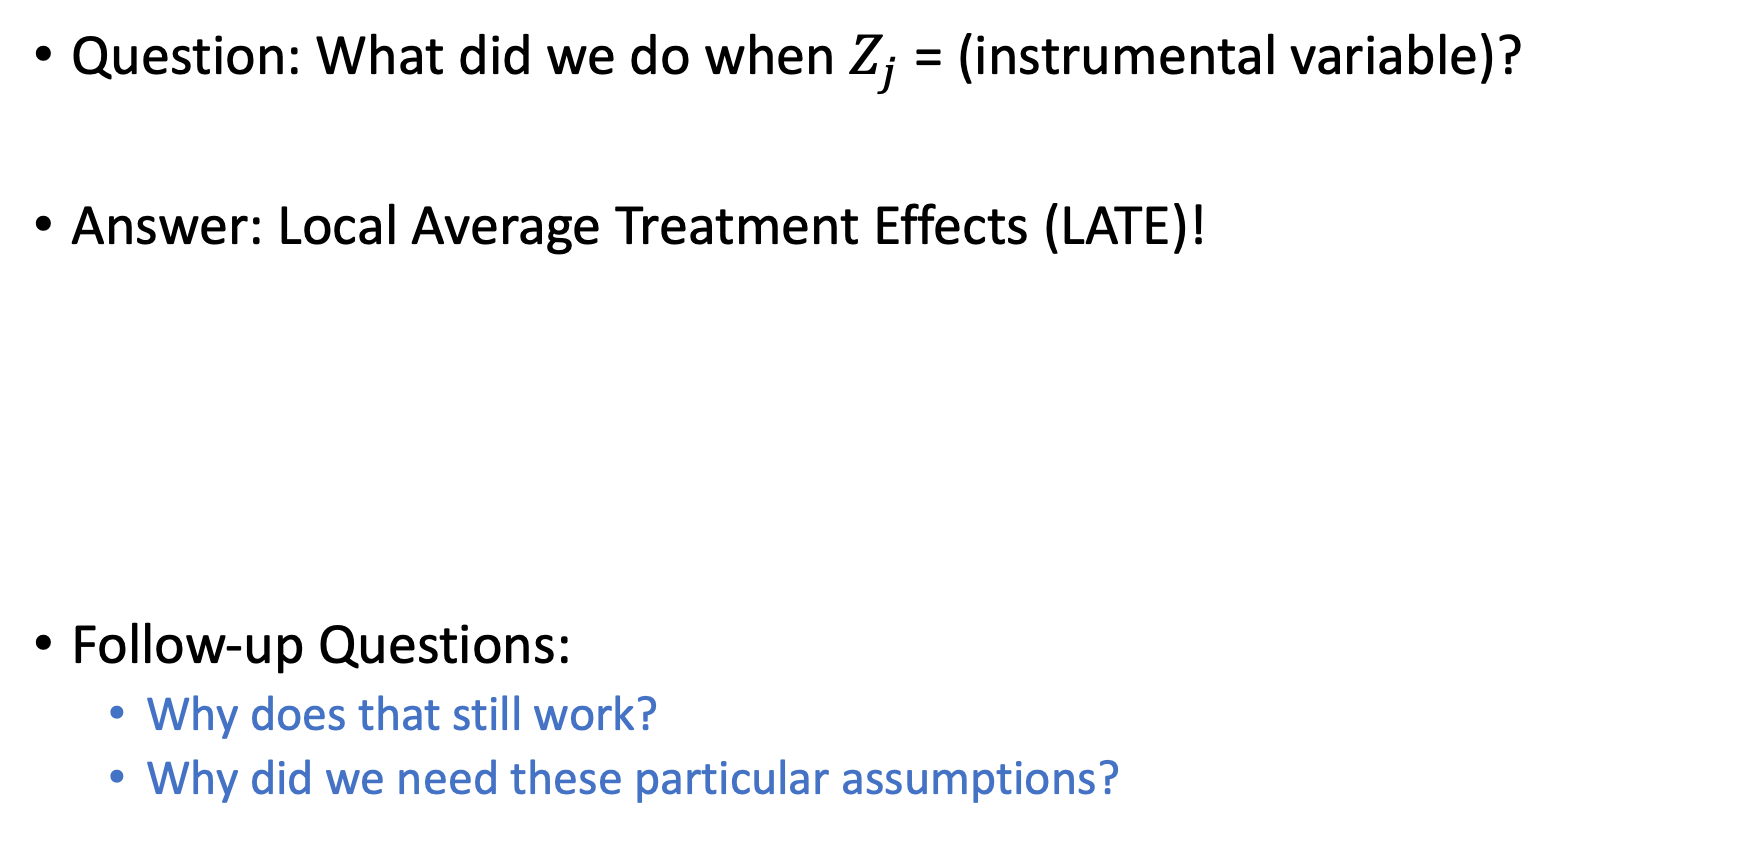 • Question: What did we do when Z_j = (instrumental variable)?
• Answer: Local Average Treatment Effects (LATE)!
• Follow-up Questions:
• Why does that still work?
• Why did we need these particular assumptions?